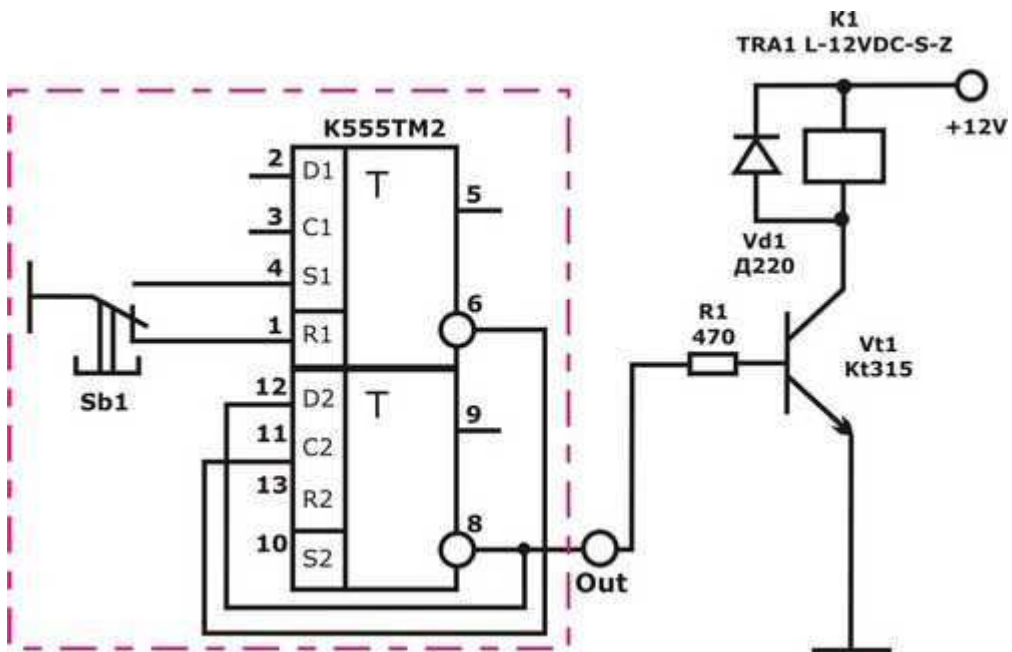 K1
TRA1 L-12VDC-S-Z
+12V
K555TM2
2 D1 T
5
3 C1
4 S1
6
1 R1
Vd1
Д220
R1
470
Vt1
Kt315
Sb1
12 D2 T
9
11 C2
13 R2
8
10 S2
Out